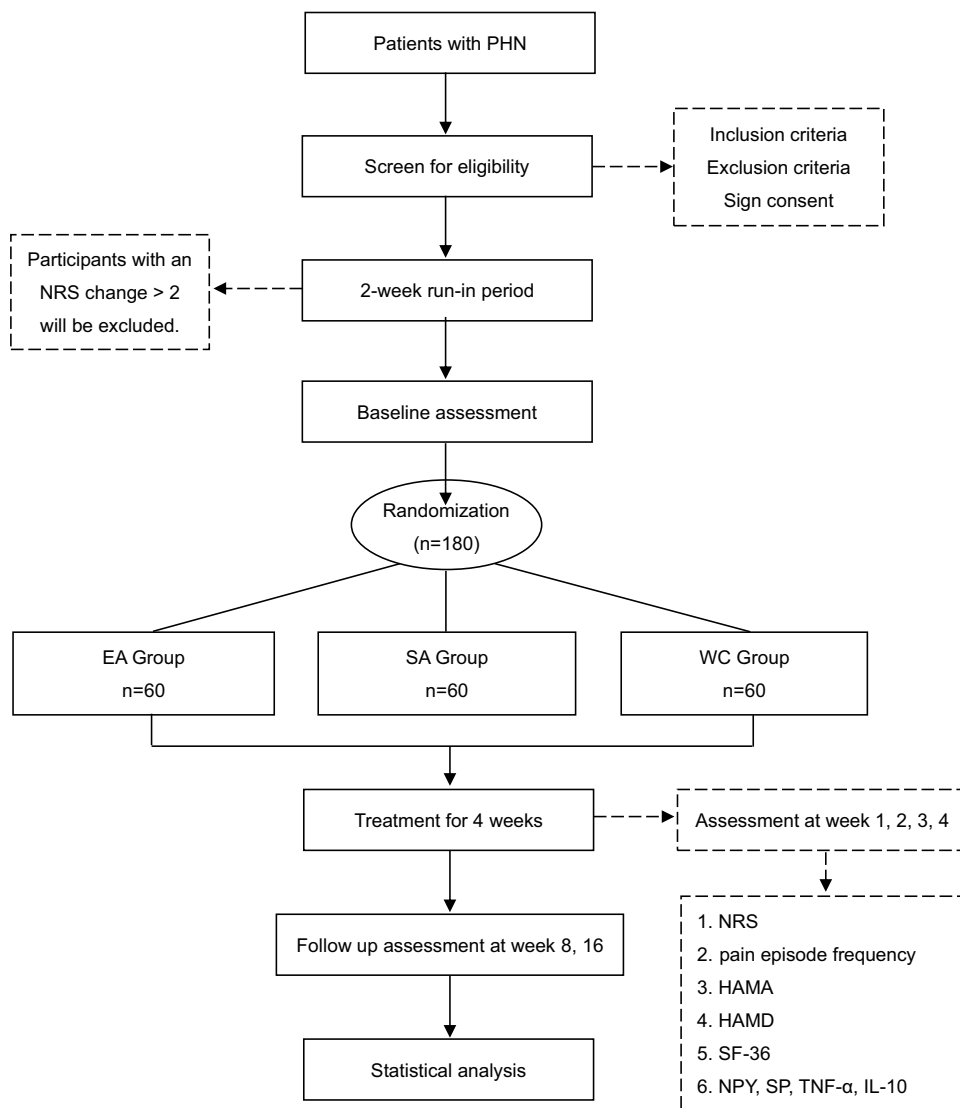 Patients with PHN
Screen for eligibility
Inclusion criteria
Exclusion criteria
Sign consent
Participants with an
NRS change > 2
will be excluded.
2-week run-in period
Baseline assessment
Randomization
(n=180)
EA Group
n=60
SA Group
n=60
WC Group
n=60
Treatment for 4 weeks
Assessment at week 1, 2, 3, 4
Follow up assessment at week 8, 16
1. NRS
2. pain episode frequency
3. HAMA
4. HAMD
5. SF-36
6. NPY, SP, TNF-α, IL-10
Statistical analysis